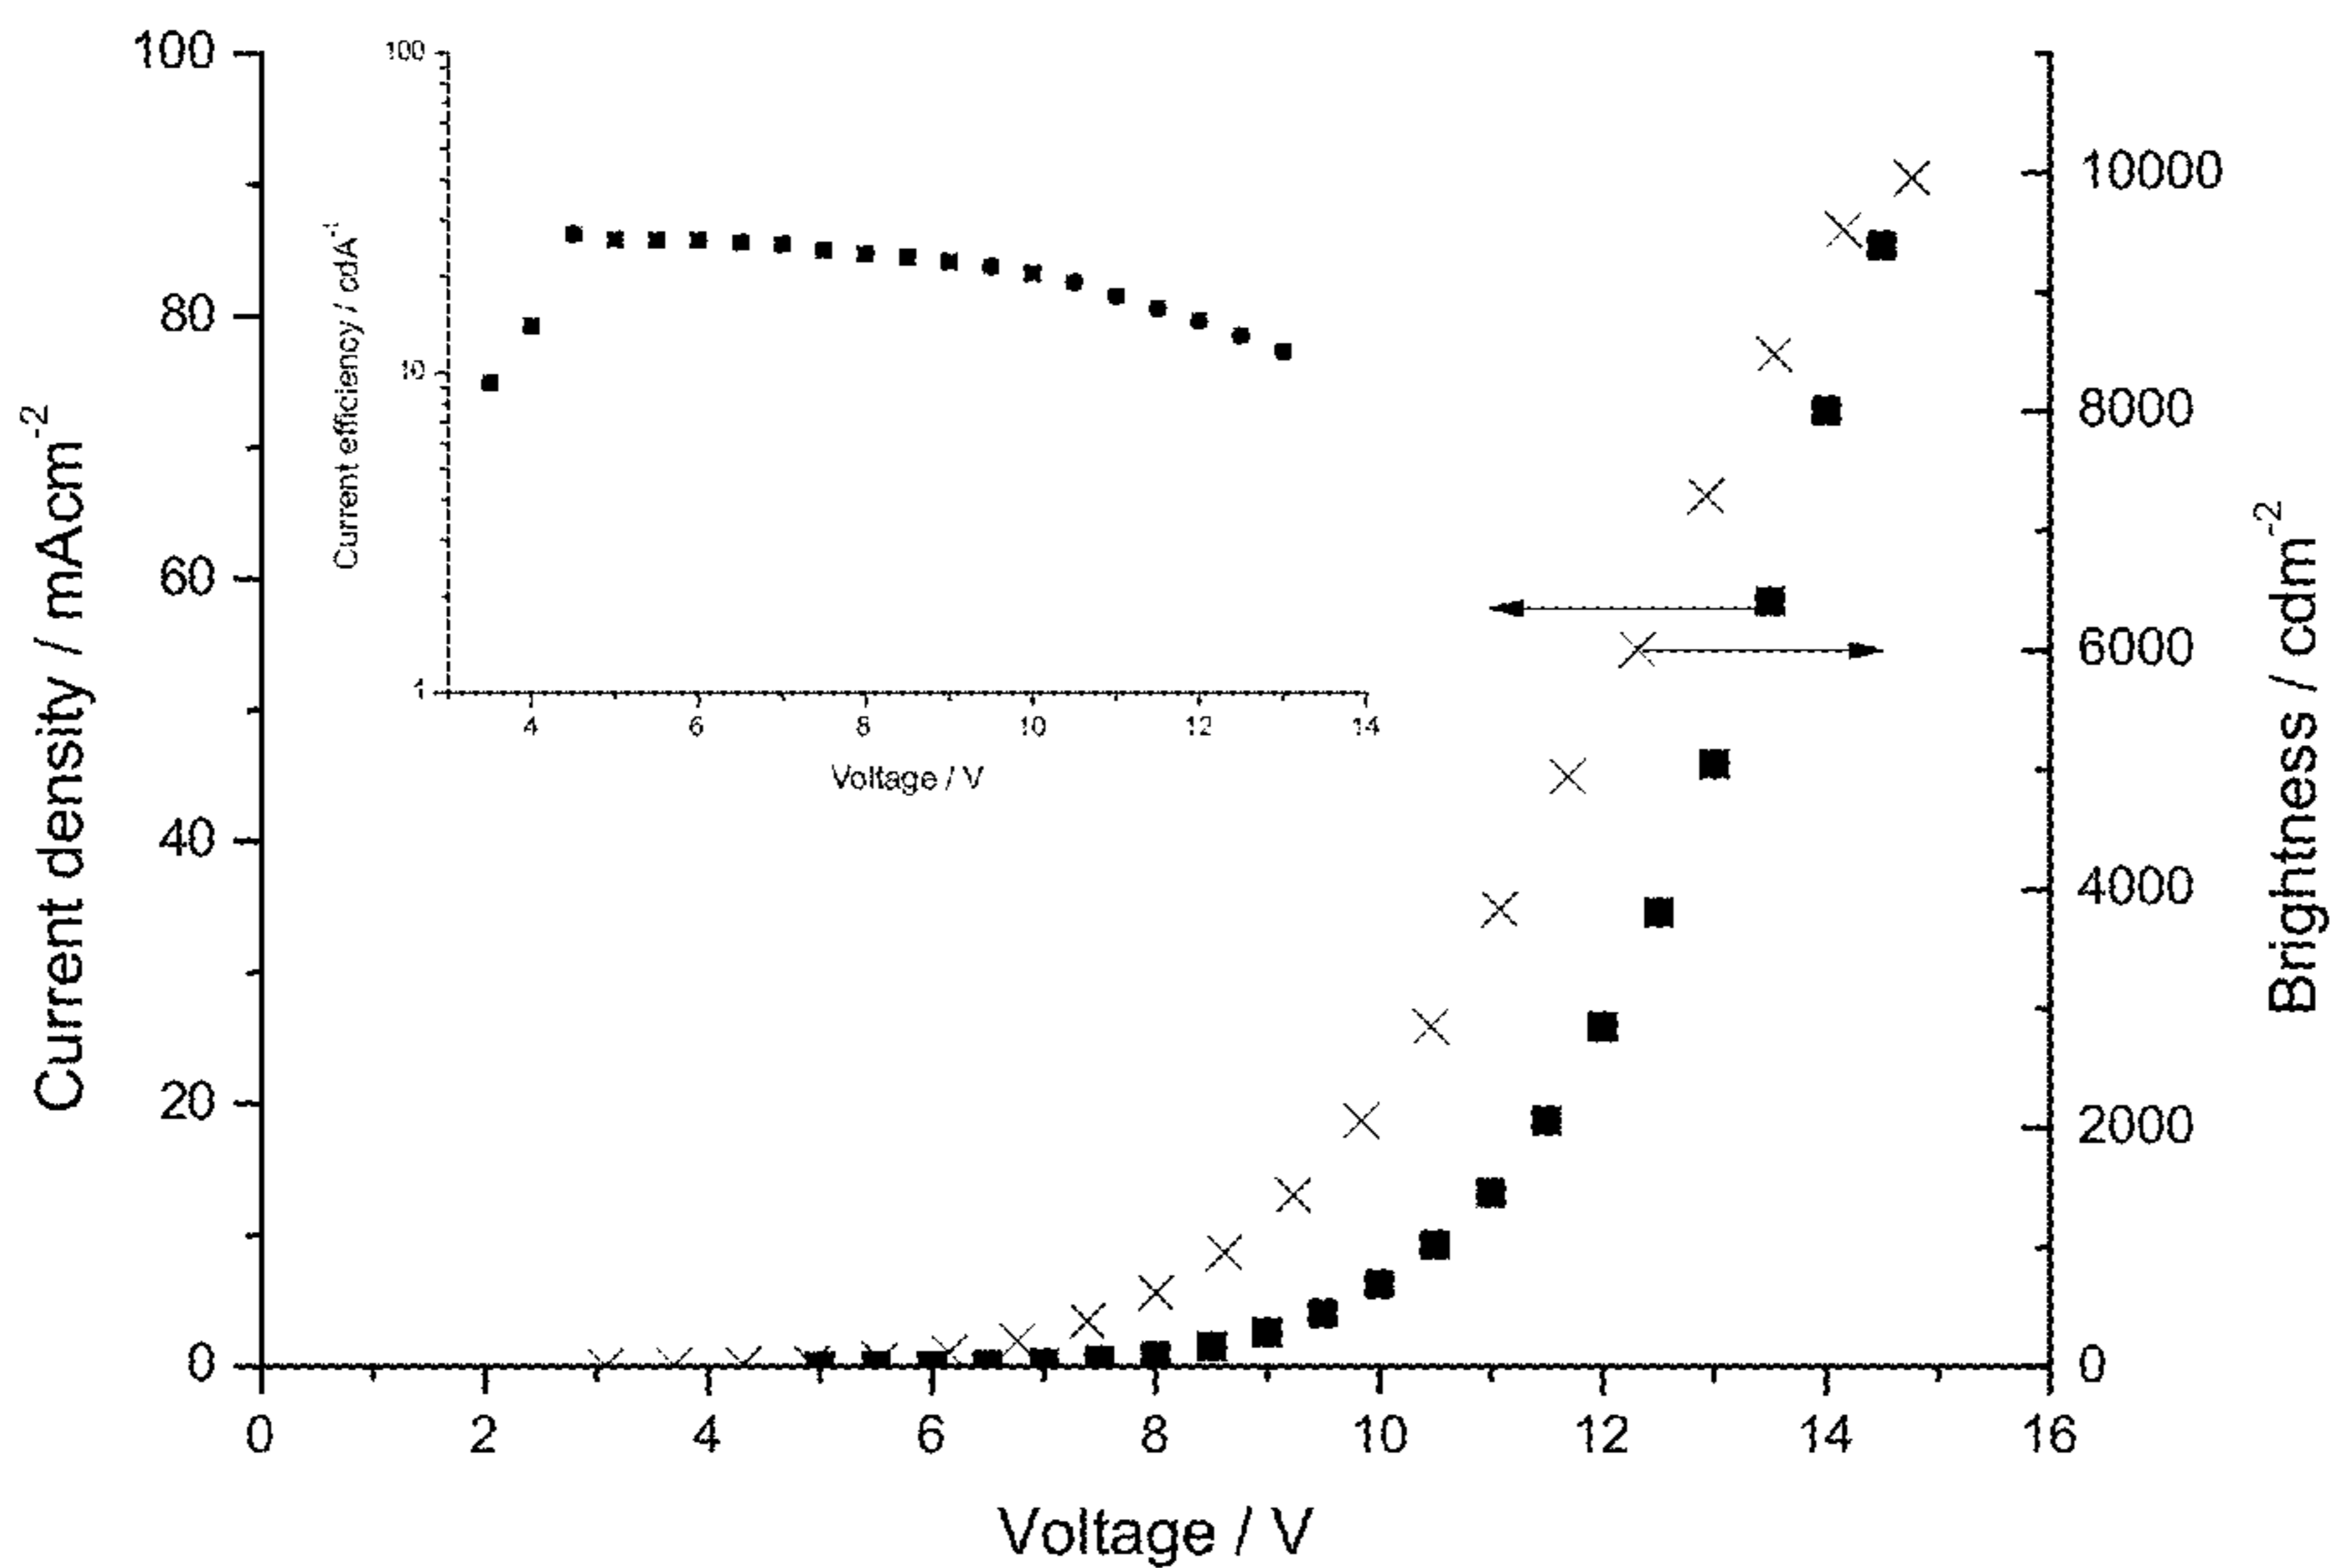 100
80
60
40
20
0
Current density / mAcm⁻²
0 2 4 6 8 10 12 14 16
Voltage / V
10000
8000
6000
4000
2000
0
Brightness / cdm⁻²
100
10
1
Current efficiency / cdA⁻¹
4 6 8 10 12 14
Voltage / V